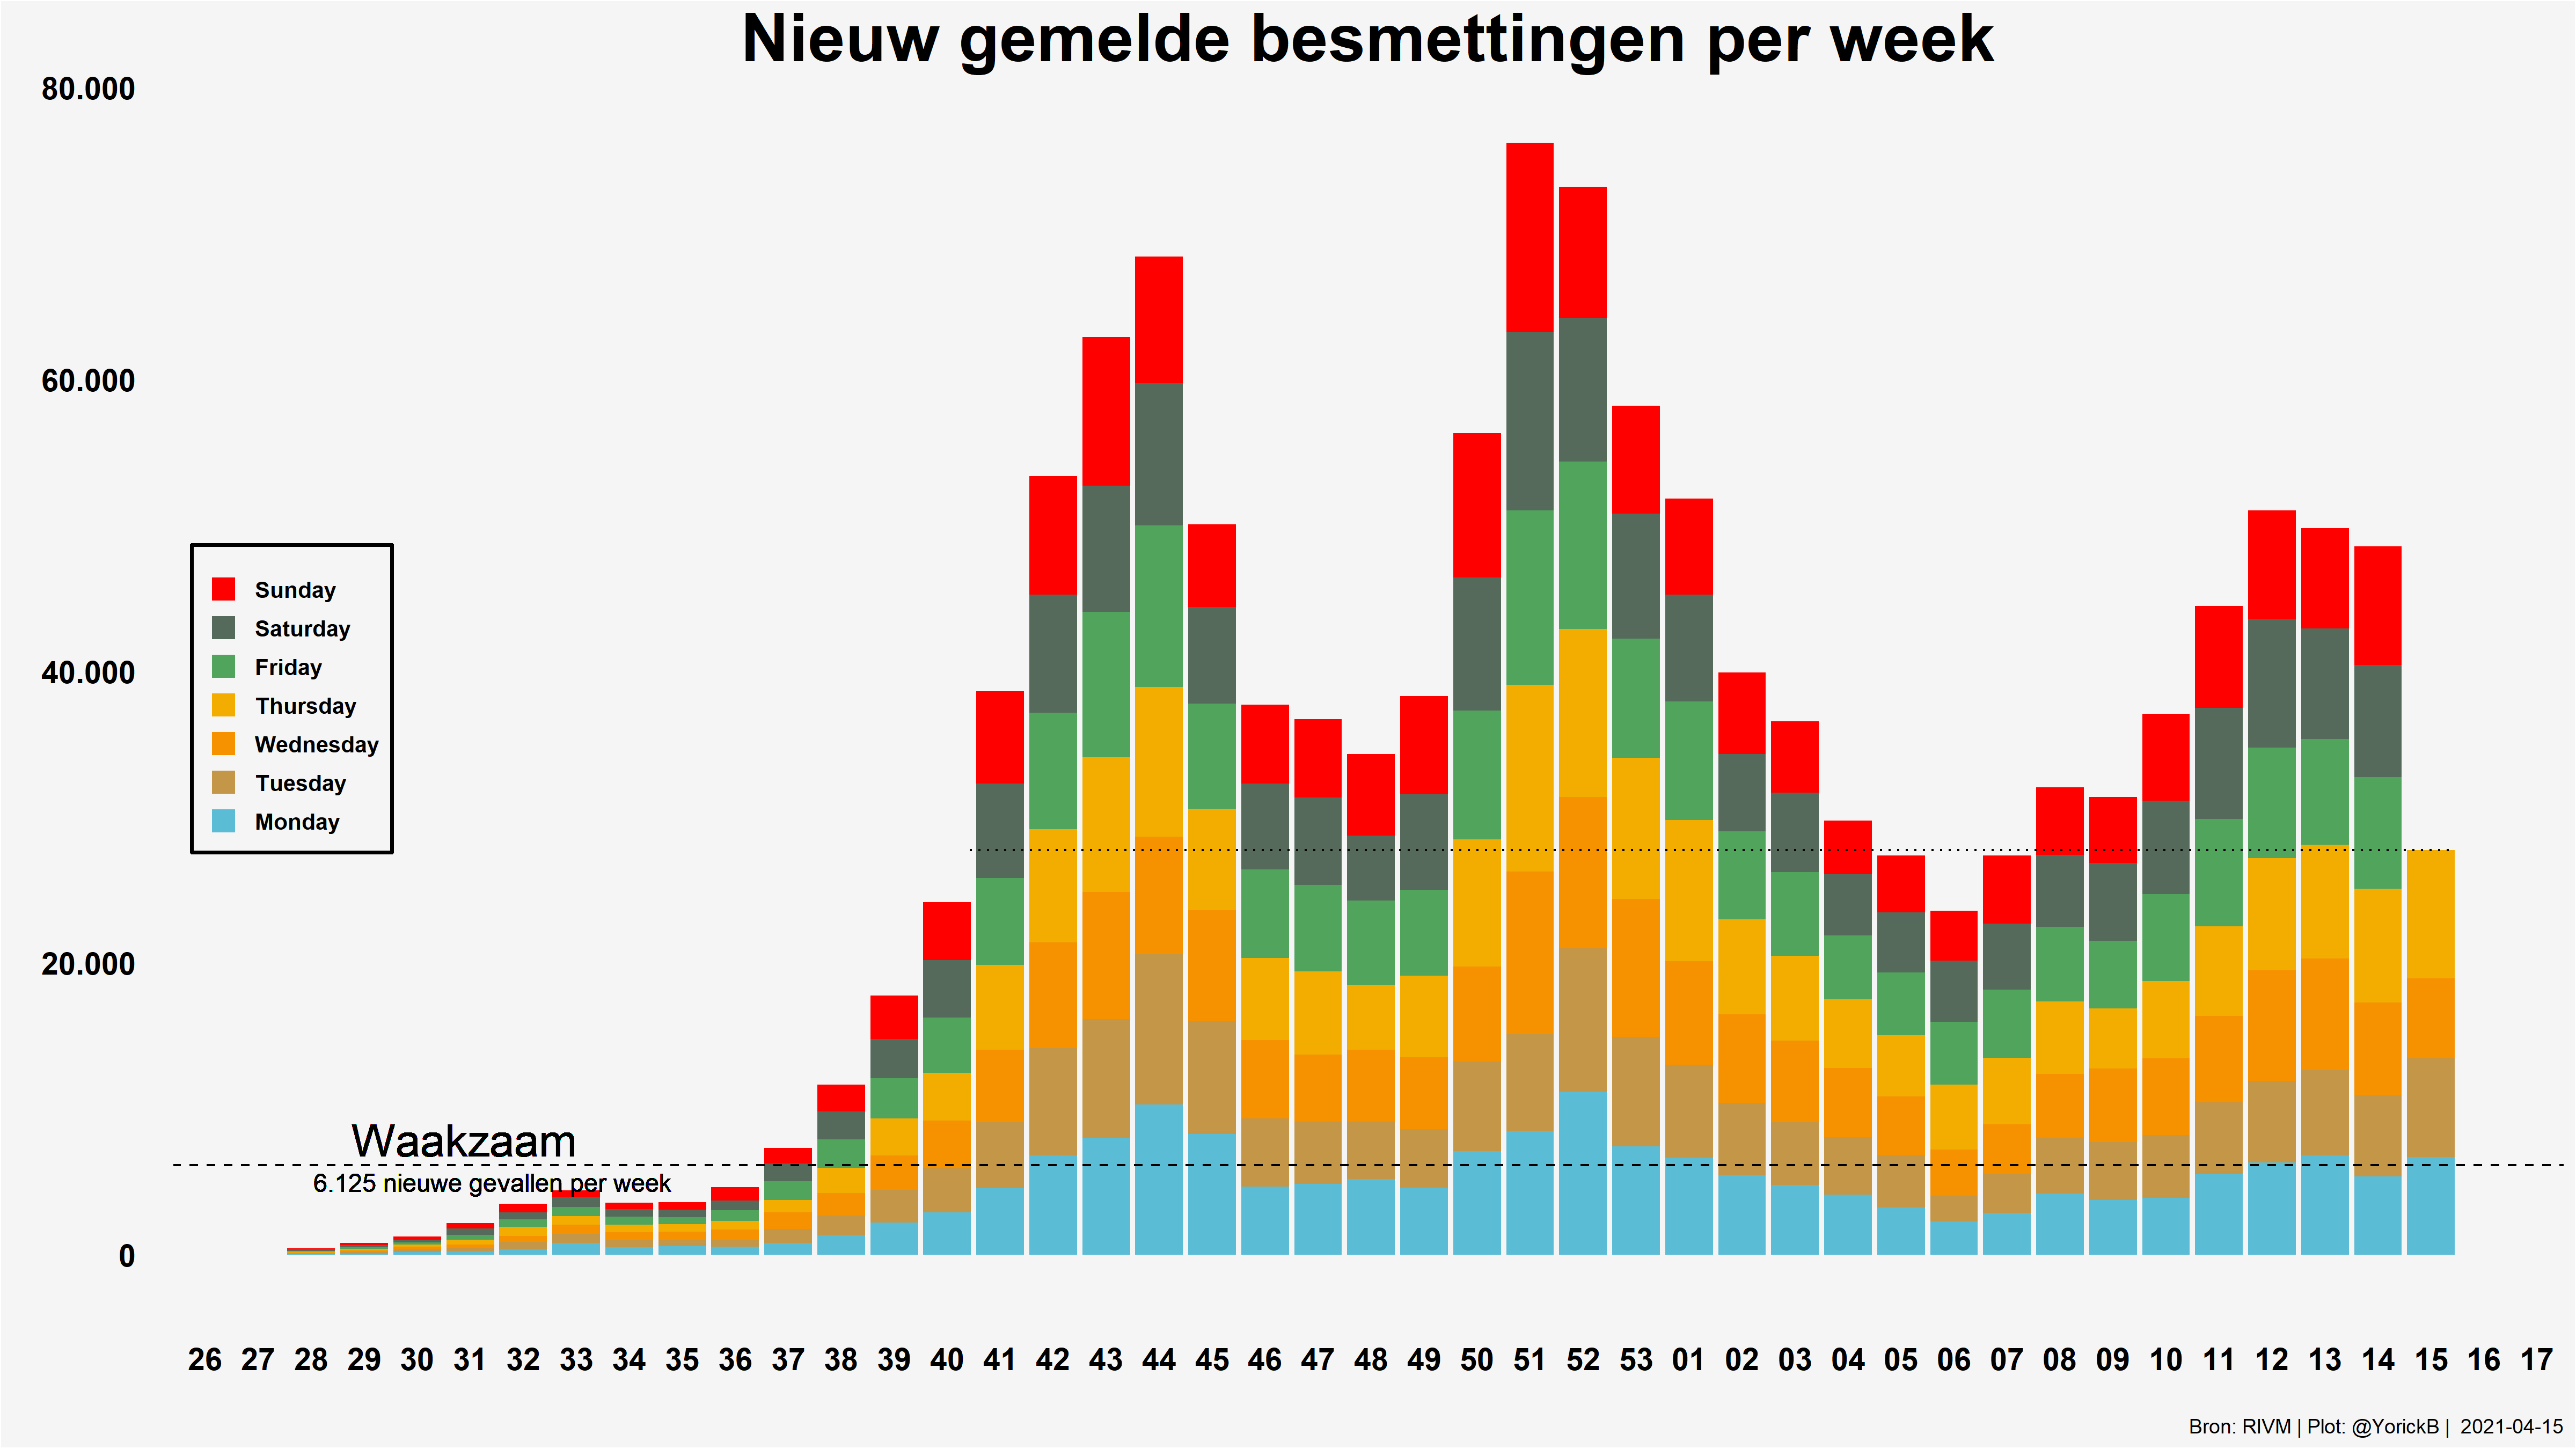 Nieuw gemelde besmettingen per week
80.000
60.000
40.000
20.000
0
Sunday
Saturday
Friday
Thursday
Wednesday
Tuesday
Monday
Waakzaam
6.125 nieuwe gevallen per week
26 27 28 29 30 31 32 33 34 35 36 37 38 39 40 41 42 43 44 45 46 47 48 49 50 51 52 53 01 02 03 04 05 06 07 08 09 10 11 12 13 14 15 16 17
Bron: RIVM | Plot: @YorickB | 2021-04-15